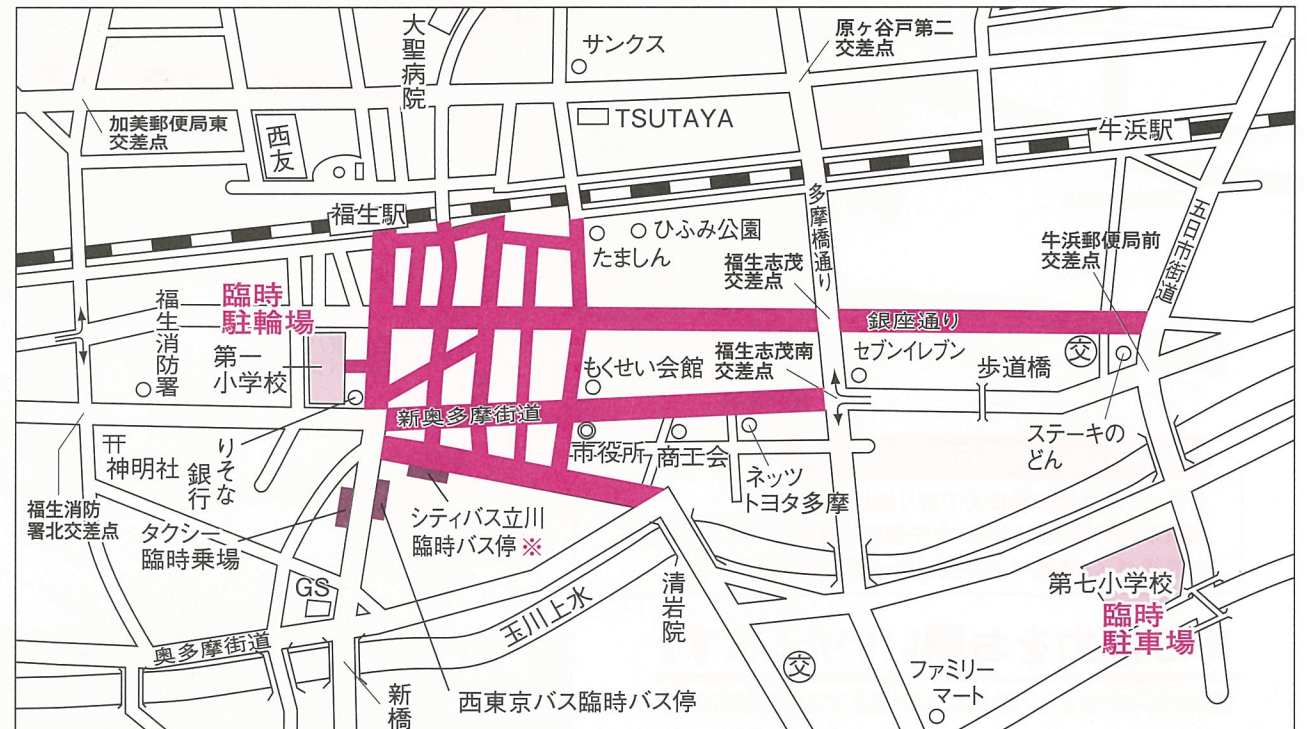 大聖病院
サンクス
原ヶ谷戸第二
交差点
加美郵便局東
交差点
西友
TSUTAYA
牛浜駅
福生駅
多摩橋通り
五日市街道
ひふみ公園
たましん
福生志茂
交差点
牛浜郵便局前
交差点
臨時
駐輪場
福生消防署
銀座通り
第一
小学校
もくせい会館
福生志茂南
交差点
セブンイレブン
交
歩道橋
新奥多摩街道
市役所
商工会
ステーキの
どん
神明社
りそな
銀行
ネッツ
トヨタ多摩
福生消防
署北交差点
タクシー
臨時乗場
シティバス立川
臨時バス停※
GS
清岩院
第七小学校
臨時
駐車場
玉川上水
奥多摩街道
交
ファミリー
マート
新橋
西東京バス臨時バス停